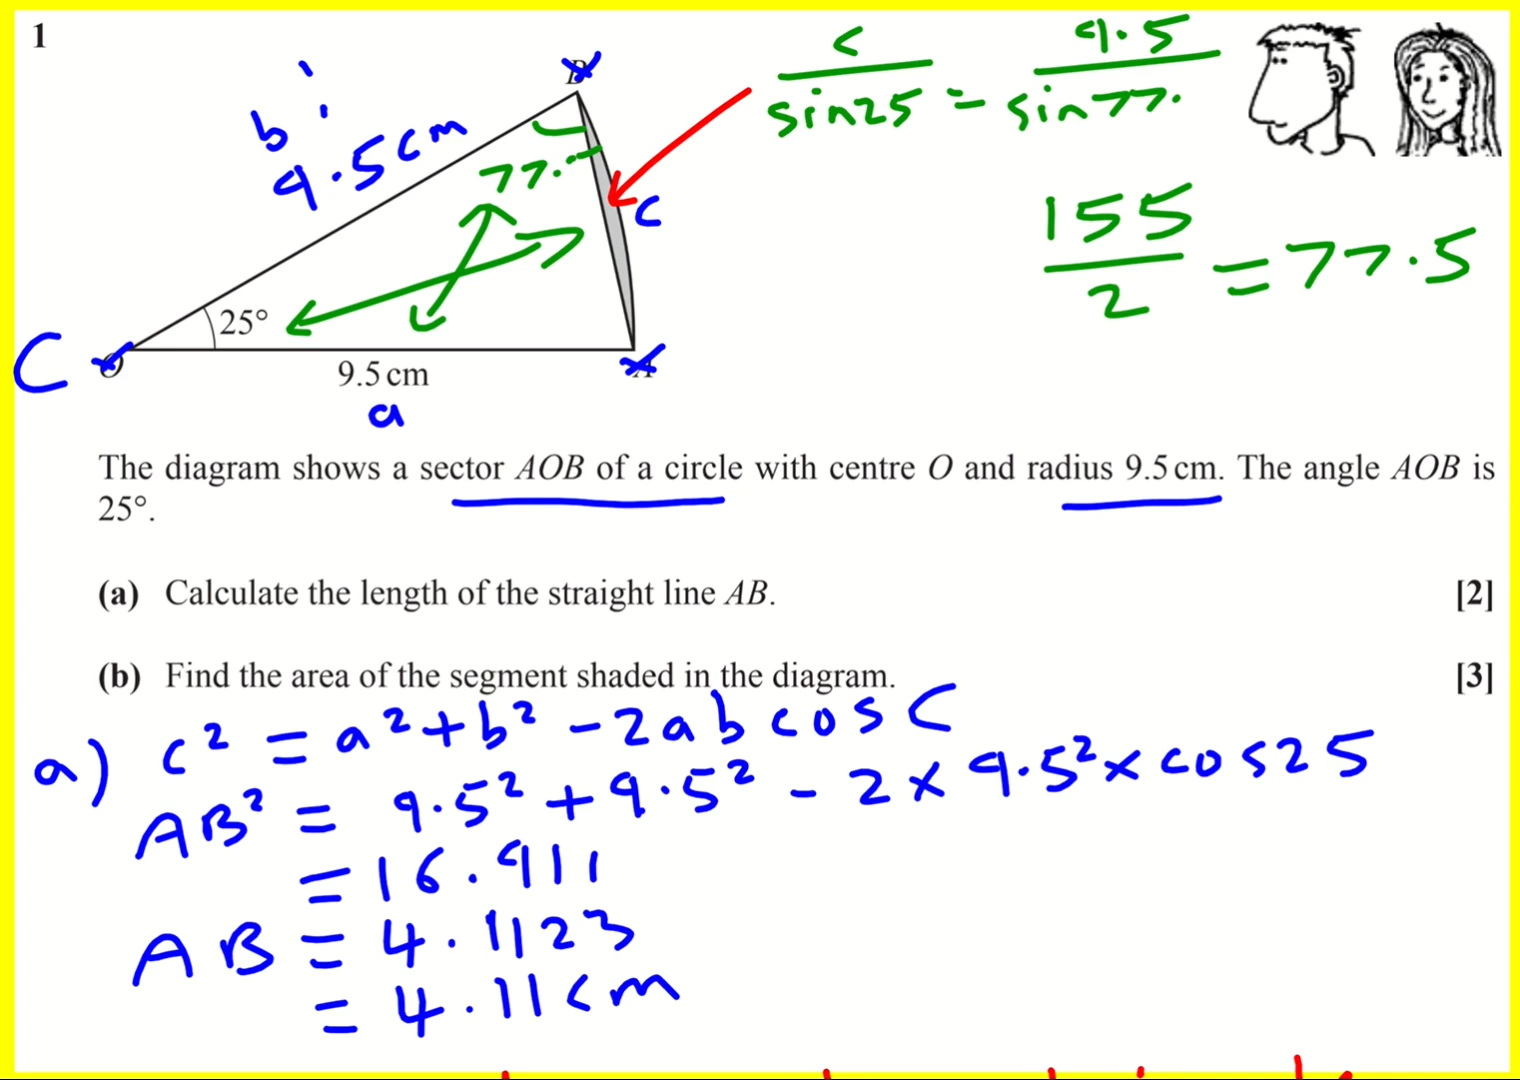 1
b
9.5cm
c
sin25
=
9.5
sin77.
77.
c
155
2
=77.5
25°
C
9.5 cm
a
The diagram shows a sector AOB of a circle with centre O and radius 9.5 cm. The angle AOB is
25°.
(a) Calculate the length of the straight line AB. [2]
(b) Find the area of the segment shaded in the diagram. [3]
a) c² = a² + b² - 2ab cos C
AB² = 9.5² + 9.5² - 2 × 9.5² × cos25
= 16.911
AB = 4.1123
= 4.11cm